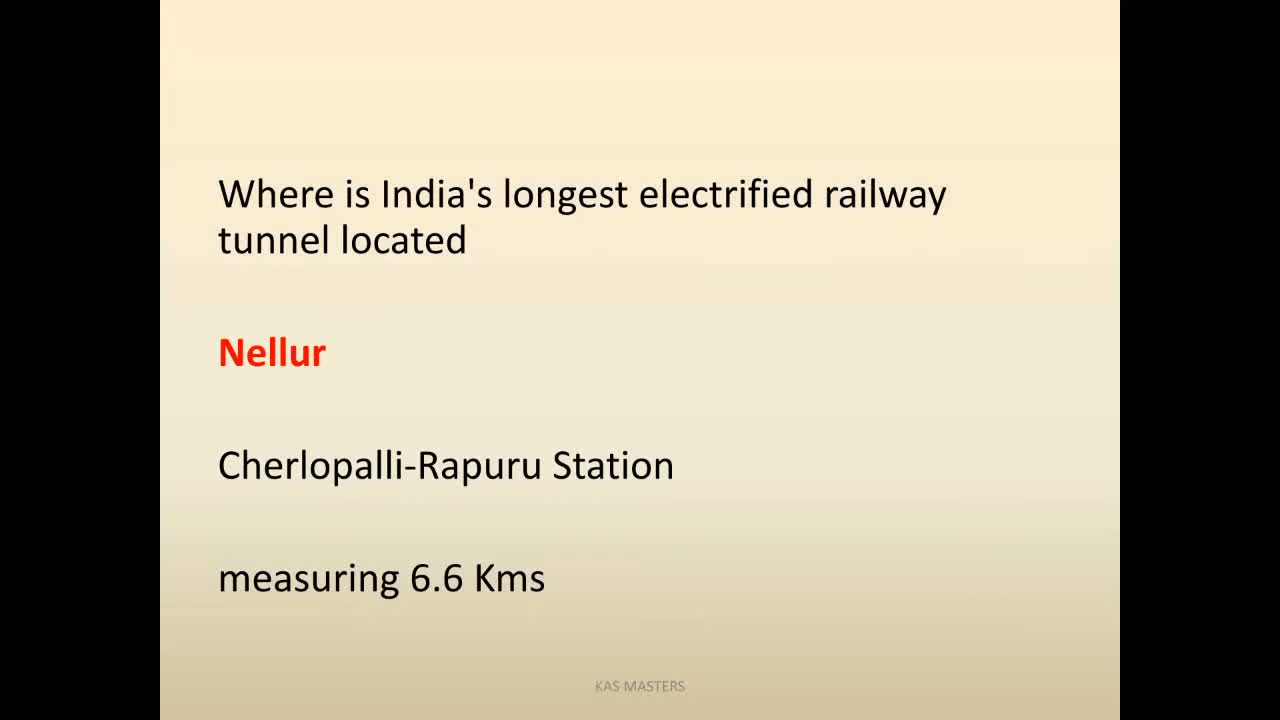 Where is India's longest electrified railway
tunnel located
Nellur
Cherlopalli-Rapuru Station
measuring 6.6 Kms
KAS MASTERS